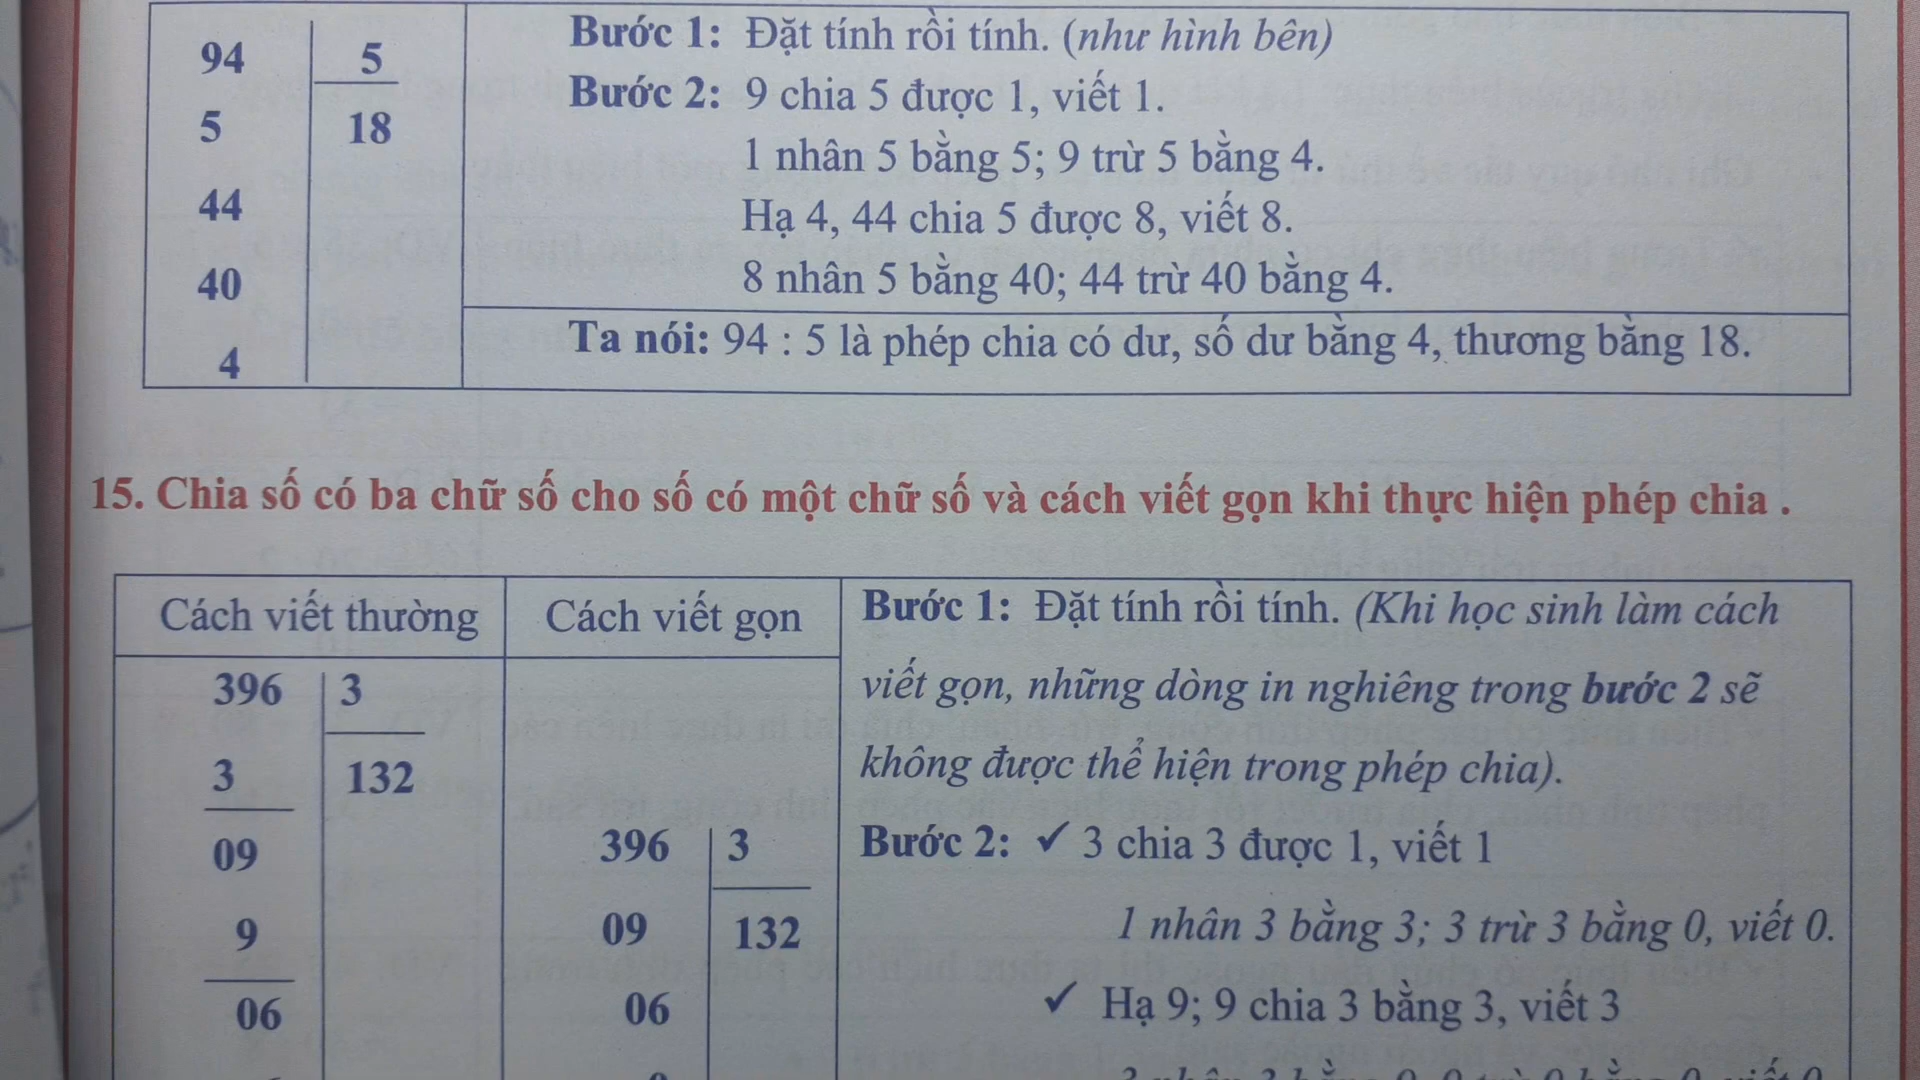 94 5
5 18
44
40
4
Bước 1: Đặt tính rồi tính. (như hình bên)
Bước 2: 9 chia 5 được 1, viết 1.
1 nhân 5 bằng 5; 9 trừ 5 bằng 4.
Hạ 4, 44 chia 5 được 8, viết 8.
8 nhân 5 bằng 40; 44 trừ 40 bằng 4.
Ta nói: 94 : 5 là phép chia có dư, số dư bằng 4, thương bằng 18.
15. Chia số có ba chữ số cho số có một chữ số và cách viết gọn khi thực hiện phép chia .
Cách viết thường
396 3
3 132
09
9
06
Cách viết gọn
396 3
09 132
06
Bước 1: Đặt tính rồi tính. (Khi học sinh làm cách
viết gọn, những dòng in nghiêng trong bước 2 sẽ
không được thể hiện trong phép chia).
Bước 2: ✓ 3 chia 3 được 1, viết 1
1 nhân 3 bằng 3; 3 trừ 3 bằng 0, viết 0.
✓ Hạ 9; 9 chia 3 bằng 3, viết 3